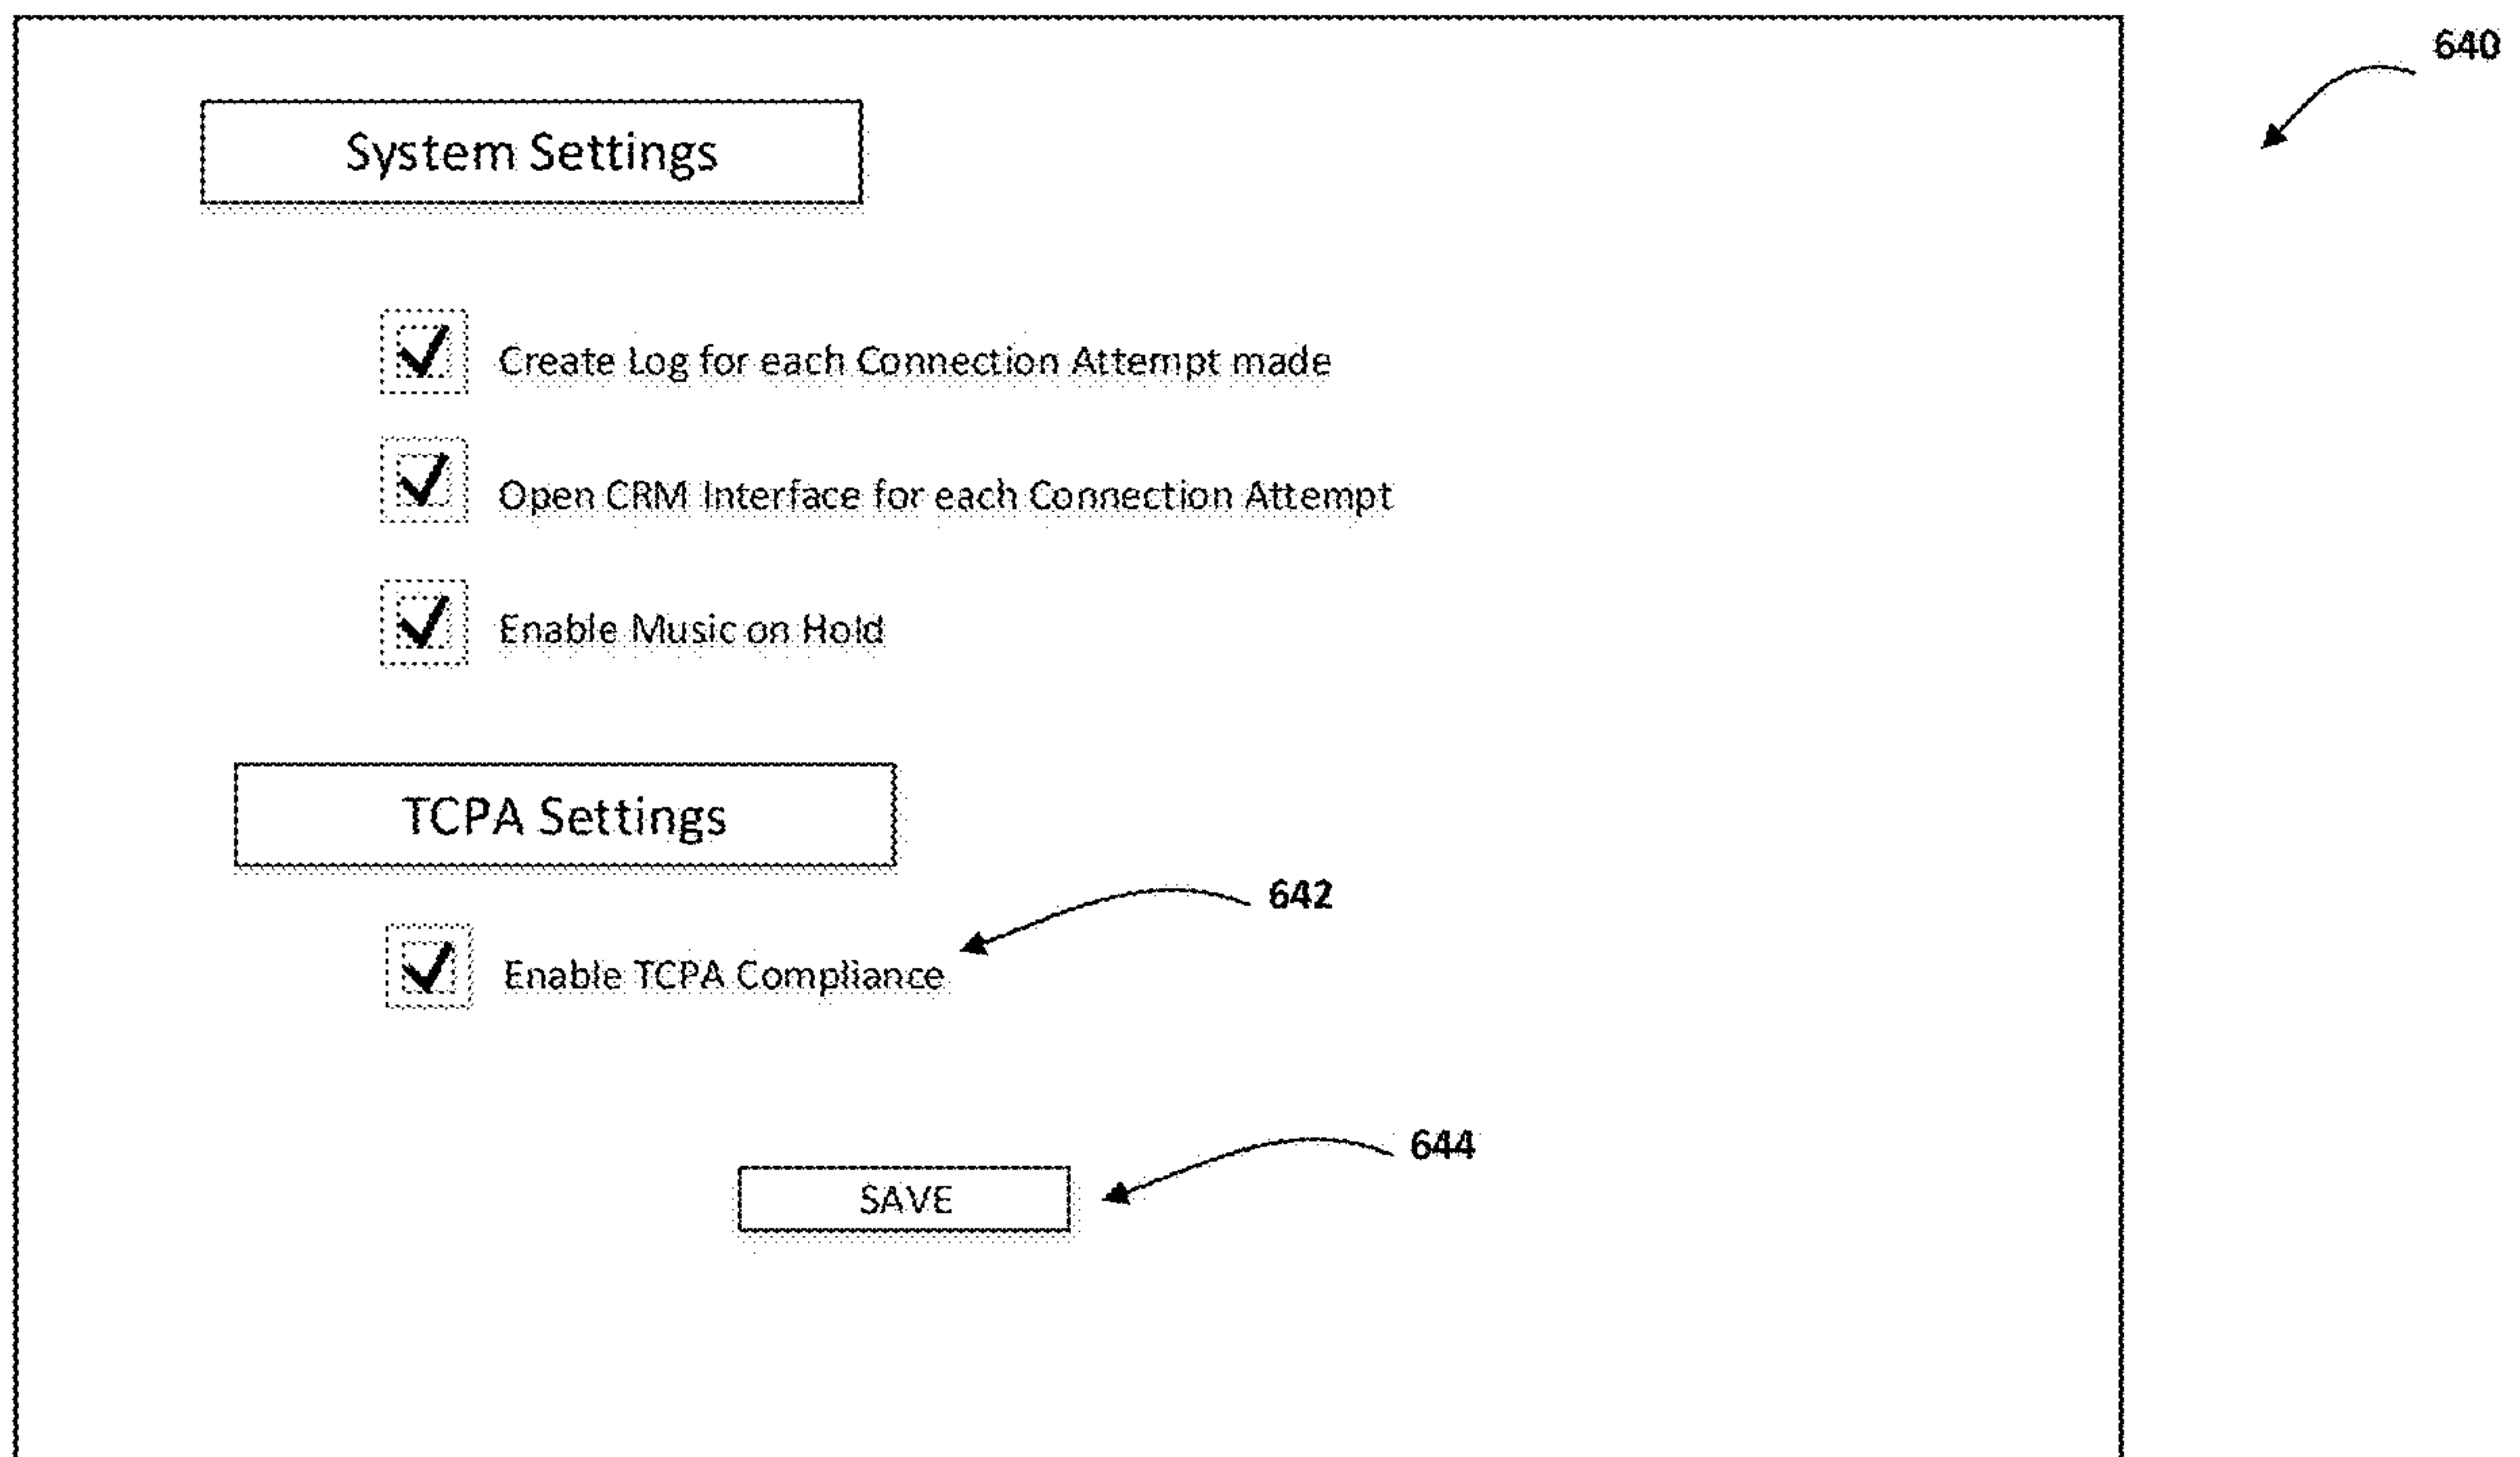 640
System Settings
Create Log for each Connection Attempt made
Open CRM Interface for each Connection Attempt
Enable Music on Hold
TCPA Settings
642
Enable TCPA Compliance
644
SAVE